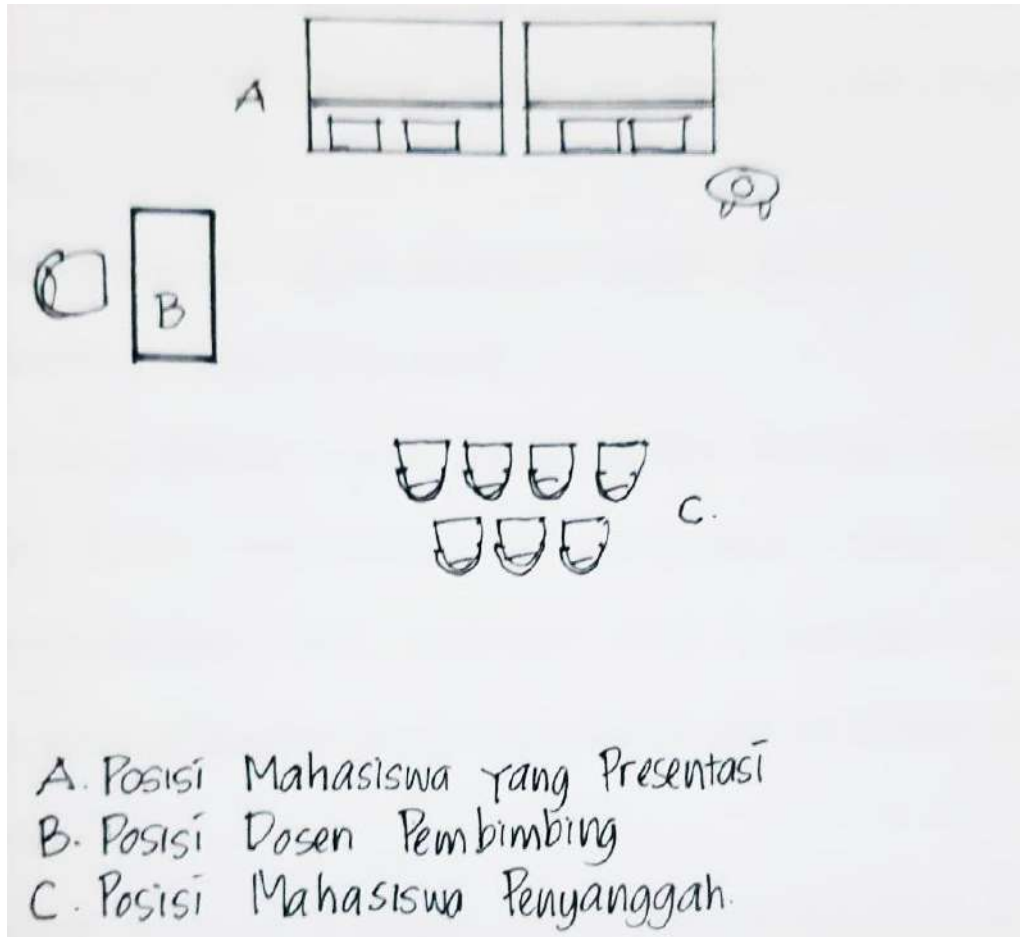 A
B
C.
A. Posisi Mahasiswa yang Presentasi
B. Posisi Dosen Pembimbing
C. Posisi Mahasiswa Penyanggah.